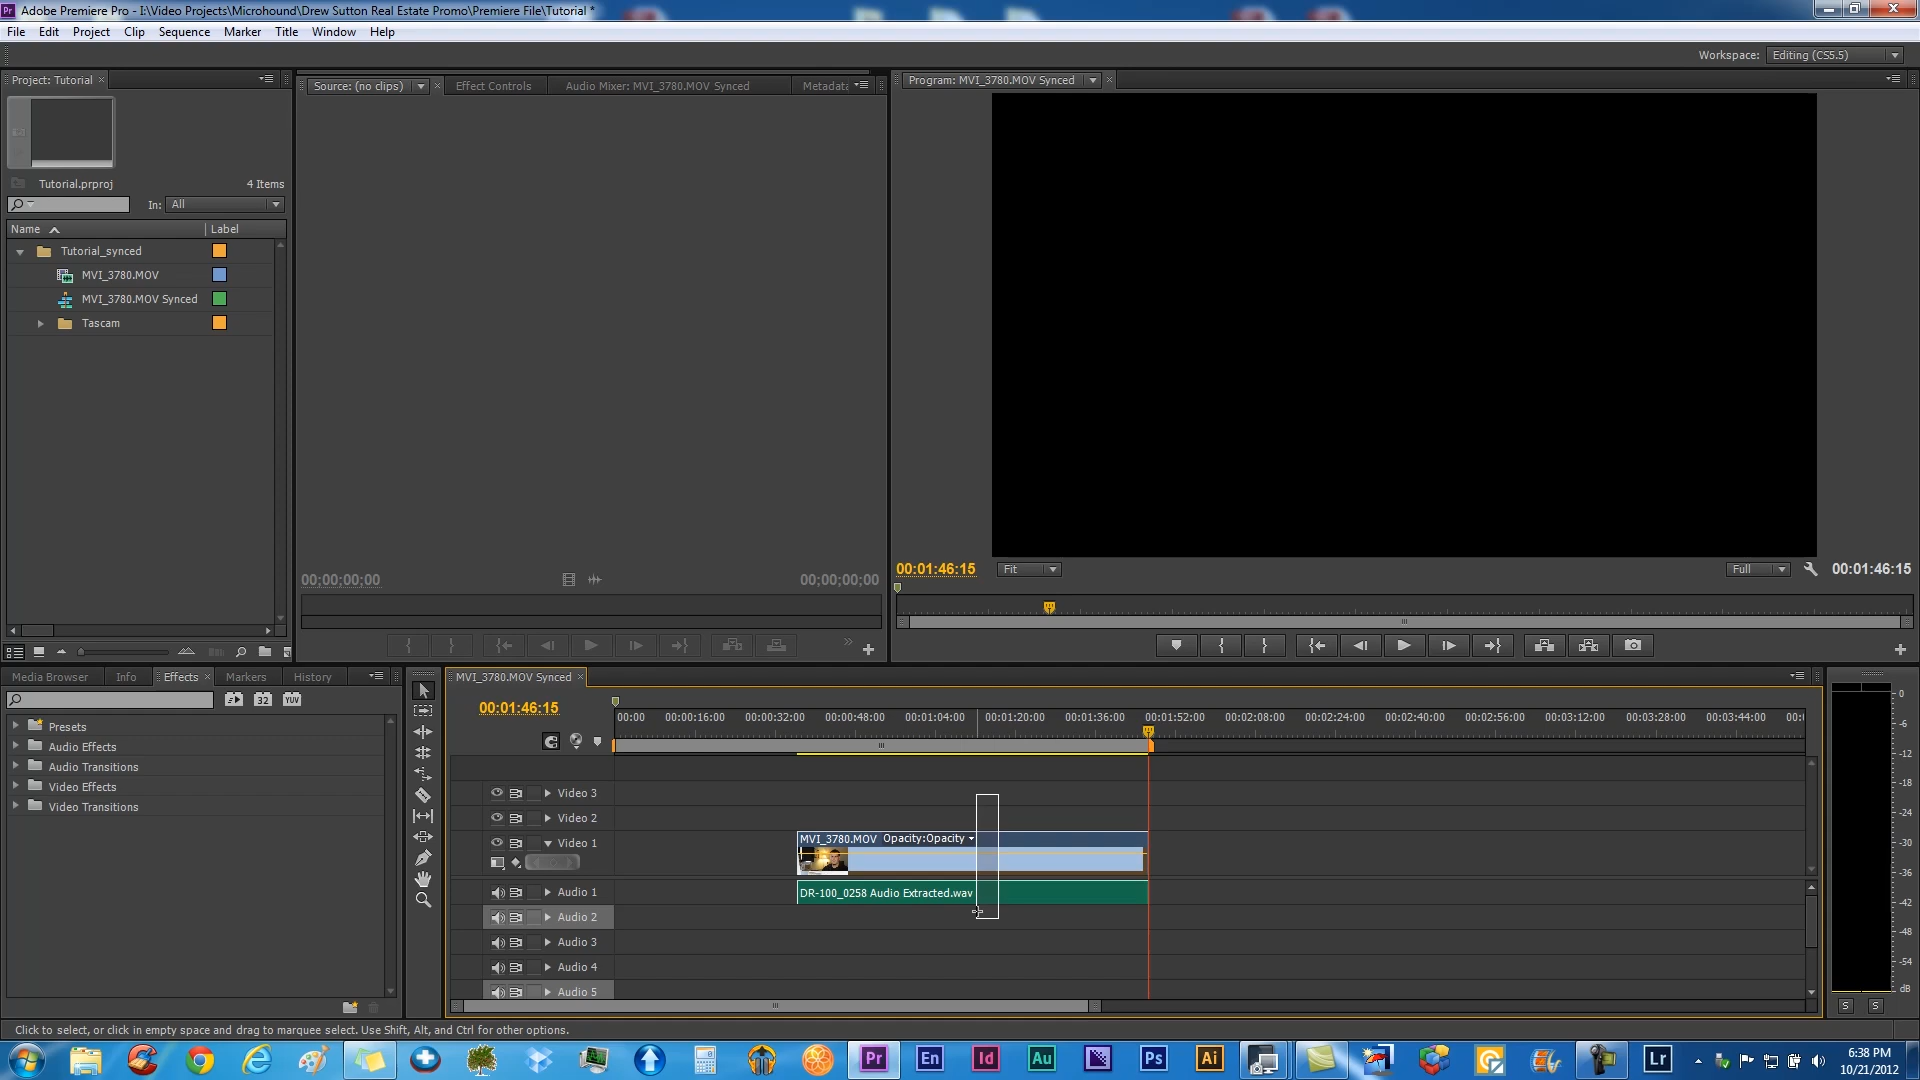 Adobe Premiere Pro - I:\Video Projects\Microhound\Drew Sutton Real Estate Promo\Premiere File\Tutorial *
File Edit Project Clip Sequence Marker Title Window Help
Workspace: Editing (CS5.5)
Project: Tutorial
Source: (no clips) Effect Controls Audio Mixer: MVI_3780.MOV Synced Metadata
Program: MVI_3780.MOV Synced
Tutorial.prproj 4 Items
In: All
Name Label
Tutorial_synced
MVI_3780.MOV
MVI_3780.MOV Synced
Tascam
00;00;00;00 00;00;00;00
00:01:46:15 Fit Full 00:01:46:15
Media Browser Info Effects Markers History
32 YUV
Presets
Audio Effects
Audio Transitions
Video Effects
Video Transitions
MVI_3780.MOV Synced
00:01:46:15
00:00 00:00:16:00 00:00:32:00 00:00:48:00 00:01:04:00 00:01:20:00 00:01:36:00 00:01:52:00 00:02:08:00 00:02:24:00 00:02:40:00 00:02:56:00 00:03:12:00 00:03:28:00 00:03:44:00
Video 3
Video 2
Video 1
MVI_3780.MOV Opacity:Opacity
Audio 1
DR-100_0258 Audio Extracted.wav
Audio 2
Audio 3
Audio 4
Audio 5
0
-6
-12
-18
-24
-30
-36
-42
-48
-54
dB
S S
Click to select, or click in empty space and drag to marquee select. Use Shift, Alt, and Ctrl for other options.
Pr En Id Au Ps Ai Lr
6:38 PM
10/21/2012